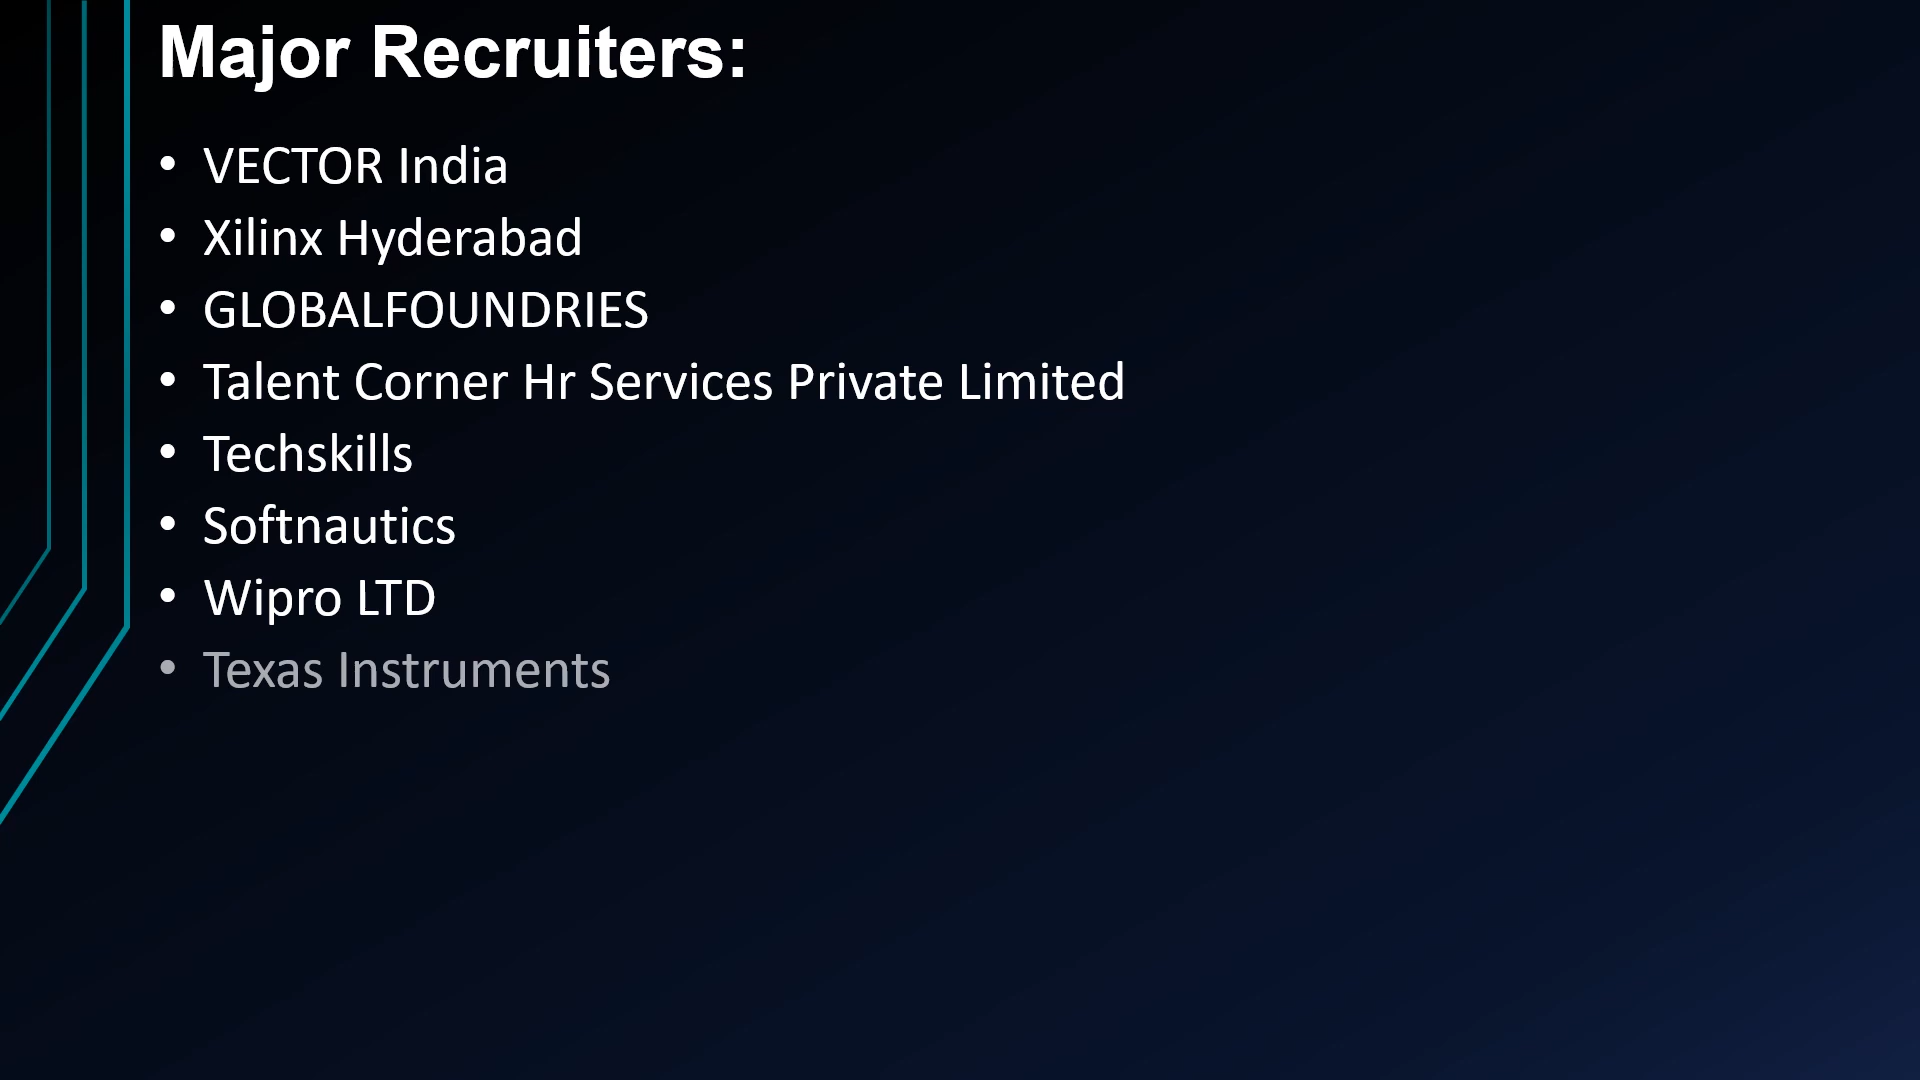 Major Recruiters:
• VECTOR India
• Xilinx Hyderabad
• GLOBALFOUNDRIES
• Talent Corner Hr Services Private Limited
• Techskills
• Softnautics
• Wipro LTD
• Texas Instruments